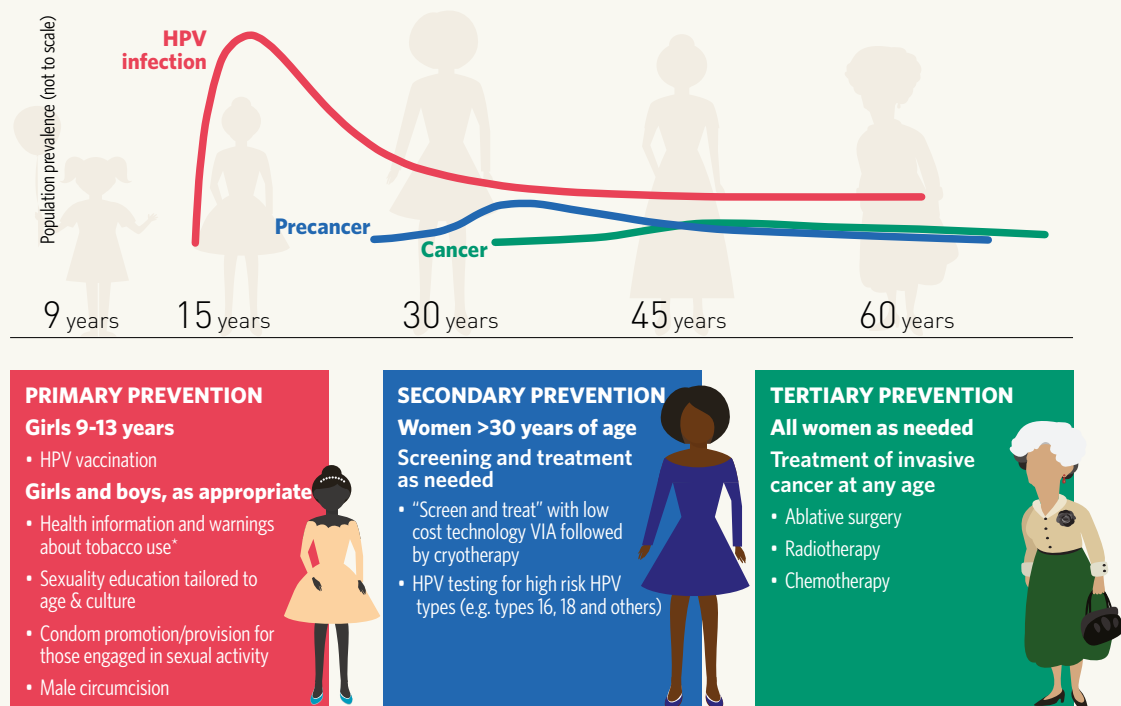 Population prevalence (not to scale)
HPV
infection
Precancer
Cancer
9 years
15 years
30 years
45 years
60 years
PRIMARY PREVENTION
Girls 9-13 years
• HPV vaccination
Girls and boys, as appropriate
• Health information and warnings
about tobacco use*
• Sexuality education tailored to
age & culture
• Condom promotion/provision for
those engaged in sexual activity
• Male circumcision
SECONDARY PREVENTION
Women >30 years of age
Screening and treatment
as needed
• “Screen and treat” with low
cost technology VIA followed
by cryotherapy
• HPV testing for high risk HPV
types (e.g. types 16, 18 and others)
TERTIARY PREVENTION
All women as needed
Treatment of invasive
cancer at any age
• Ablative surgery
• Radiotherapy
• Chemotherapy